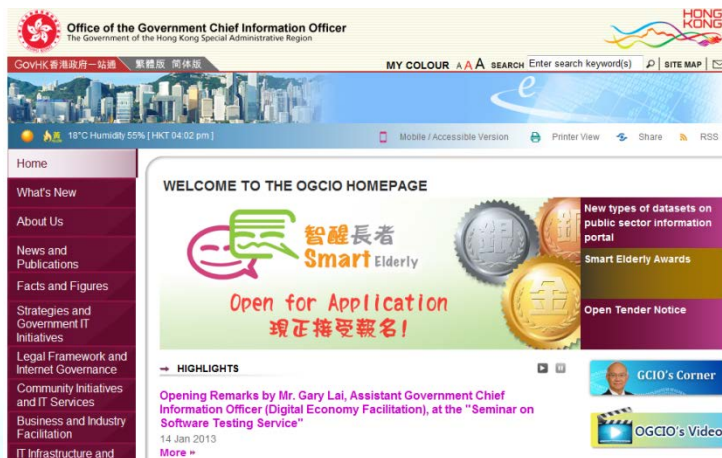 Office of the Government Chief Information Officer
The Government of the Hong Kong Special Administrative Region
HONG
KONG
GovHK香港政府一站通 繁體版 简体版 MY COLOUR A A A SEARCH Enter search keyword(s) SITE MAP
e
18°C Humidity 55% [ HKT 04:02 pm ] Mobile / Accessible Version Printer View Share RSS
Home
What's New
About Us
News and
Publications
Facts and Figures
Strategies and
Government IT
Initiatives
Legal Framework and
Internet Governance
Community Initiatives
and IT Services
Business and Industry
Facilitation
IT Infrastructure and
WELCOME TO THE OGCIO HOMEPAGE
智醒長者
Smart Elderly
Open for Application
現正接受報名!
銀
金
New types of datasets on
public sector information
portal
Smart Elderly Awards
Open Tender Notice
HIGHLIGHTS
Opening Remarks by Mr. Gary Lai, Assistant Government Chief
Information Officer (Digital Economy Facilitation), at the "Seminar on
Software Testing Service"
14 Jan 2013
More »
GCIO's Corner
OGCIO's Video